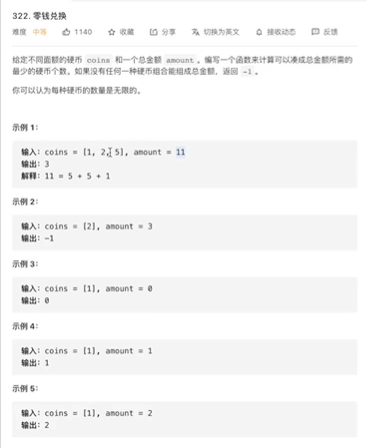 322. 零钱兑换
难度 中等 1140 收藏 分享 切换为英文 接收动态 反馈
给定不同面额的硬币 coins 和一个总金额 amount。编写一个函数来计算可以凑成总金额所需的
最少的硬币个数。如果没有任何一种硬币组合能组成总金额，返回 -1。
你可以认为每种硬币的数量是无限的。
示例 1：
输入：coins = [1, 2, 5], amount = 11
输出：3
解释：11 = 5 + 5 + 1
示例 2：
输入：coins = [2], amount = 3
输出：-1
示例 3：
输入：coins = [1], amount = 0
输出：0
示例 4：
输入：coins = [1], amount = 1
输出：1
示例 5：
输入：coins = [1], amount = 2
输出：2